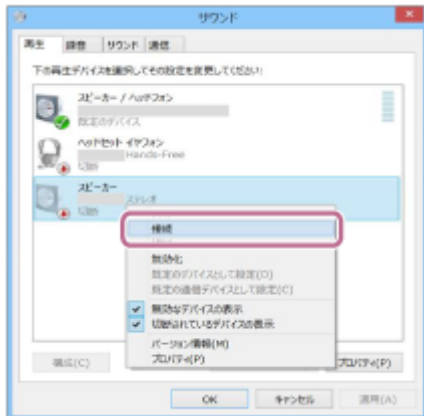 サウンド
再生 録音 サウンド 通信
下の再生デバイスを選択してその設定を変更してください:
スピーカー / ヘッドフォン
既定のデバイス
ヘッドセット イヤフォン
Hands-Free
切断
スピーカー
ステレオ
切断
接続
無効化
既定のデバイスとして設定(D)
既定の通信デバイスとして設定(C)
無効なデバイスの表示
切断されているデバイスの表示
バージョン情報(M)
プロパティ(P)
構成(C)
プロパティ(P)
OK キャンセル 適用(A)